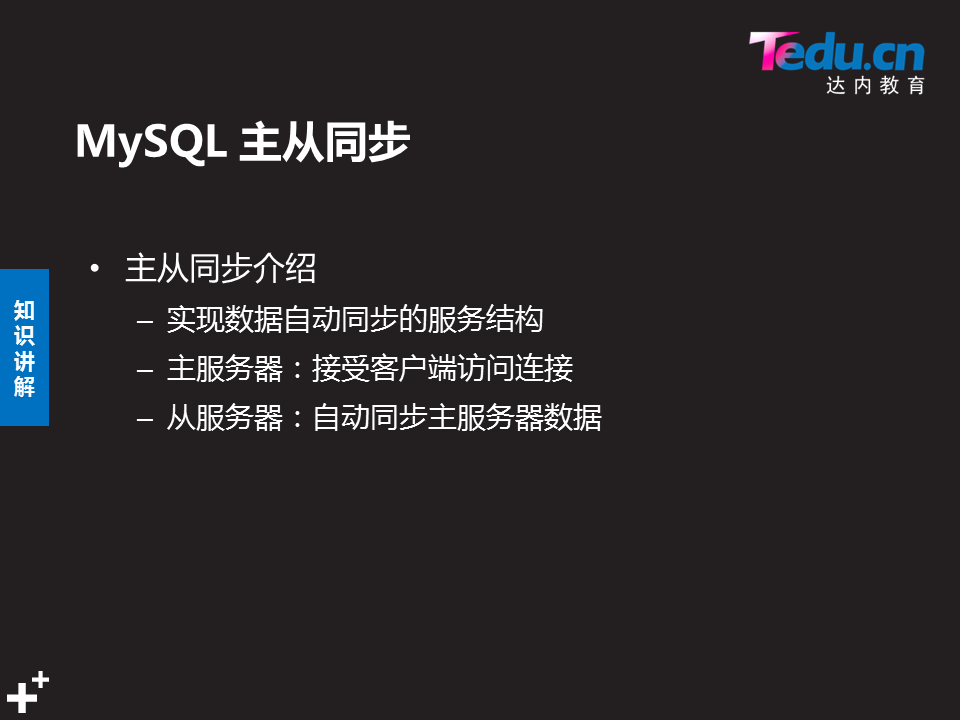 Tedu.cn
达内教育
MySQL 主从同步
• 主从同步介绍
– 实现数据自动同步的服务结构
– 主服务器：接受客户端访问连接
– 从服务器：自动同步主服务器数据
知识讲解